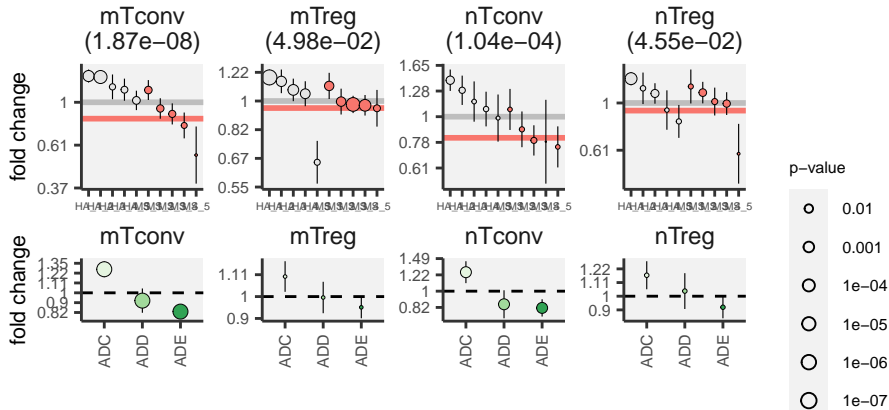 mTconv
(1.87e−08)
mTreg
(4.98e−02)
nTconv
(1.04e−04)
nTreg
(4.55e−02)
fold change
1
0.61
0.37
1.22
1
0.82
0.67
0.55
1.65
1.28
1
0.78
0.61
1
0.61
mTconv
mTreg
nTconv
nTreg
fold change
1.35
1.22
1.11
1
0.9
0.82
1.11
1
0.9
1.49
1.22
1
0.82
1.22
1.11
1
0.9
ADC
ADD
ADE
ADC
ADD
ADE
ADC
ADD
ADE
ADC
ADD
ADE
p−value
0.01
0.001
1e−04
1e−05
1e−06
1e−07